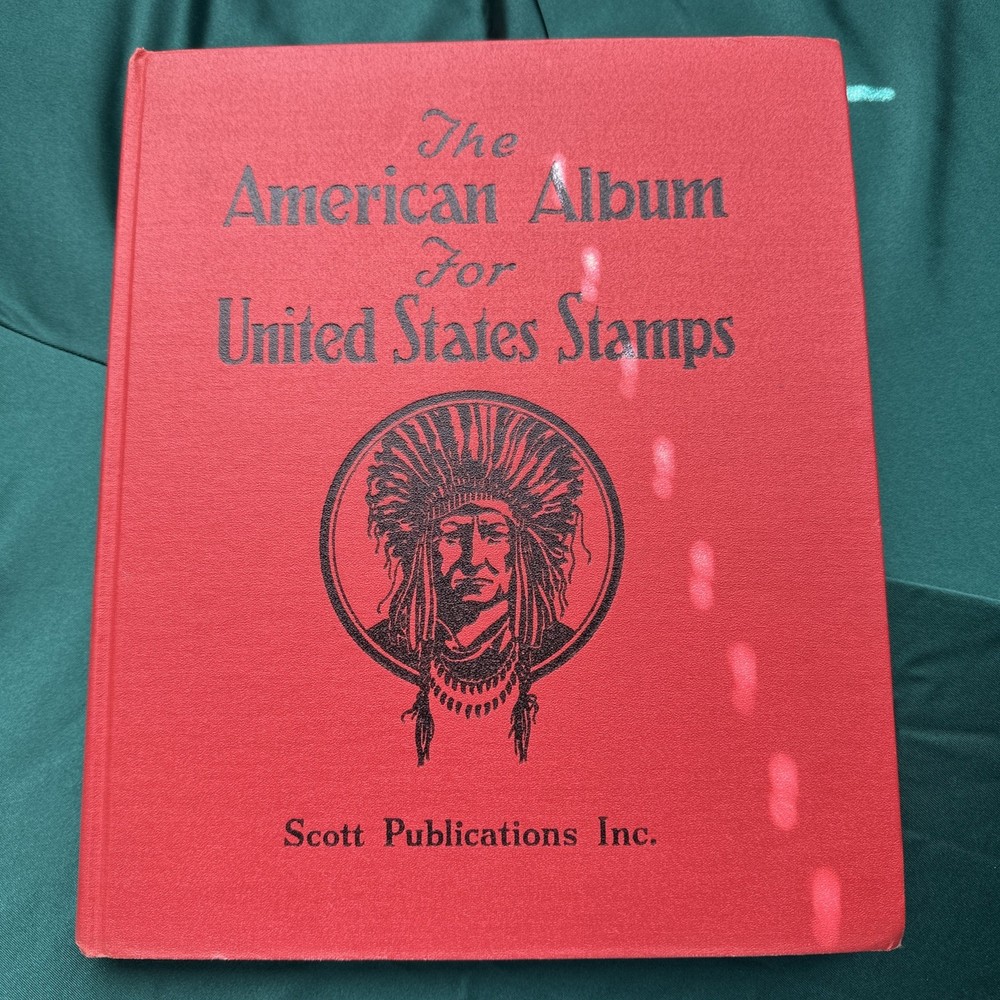 The
American Album
For
United States Stamps
Scott Publications Inc.